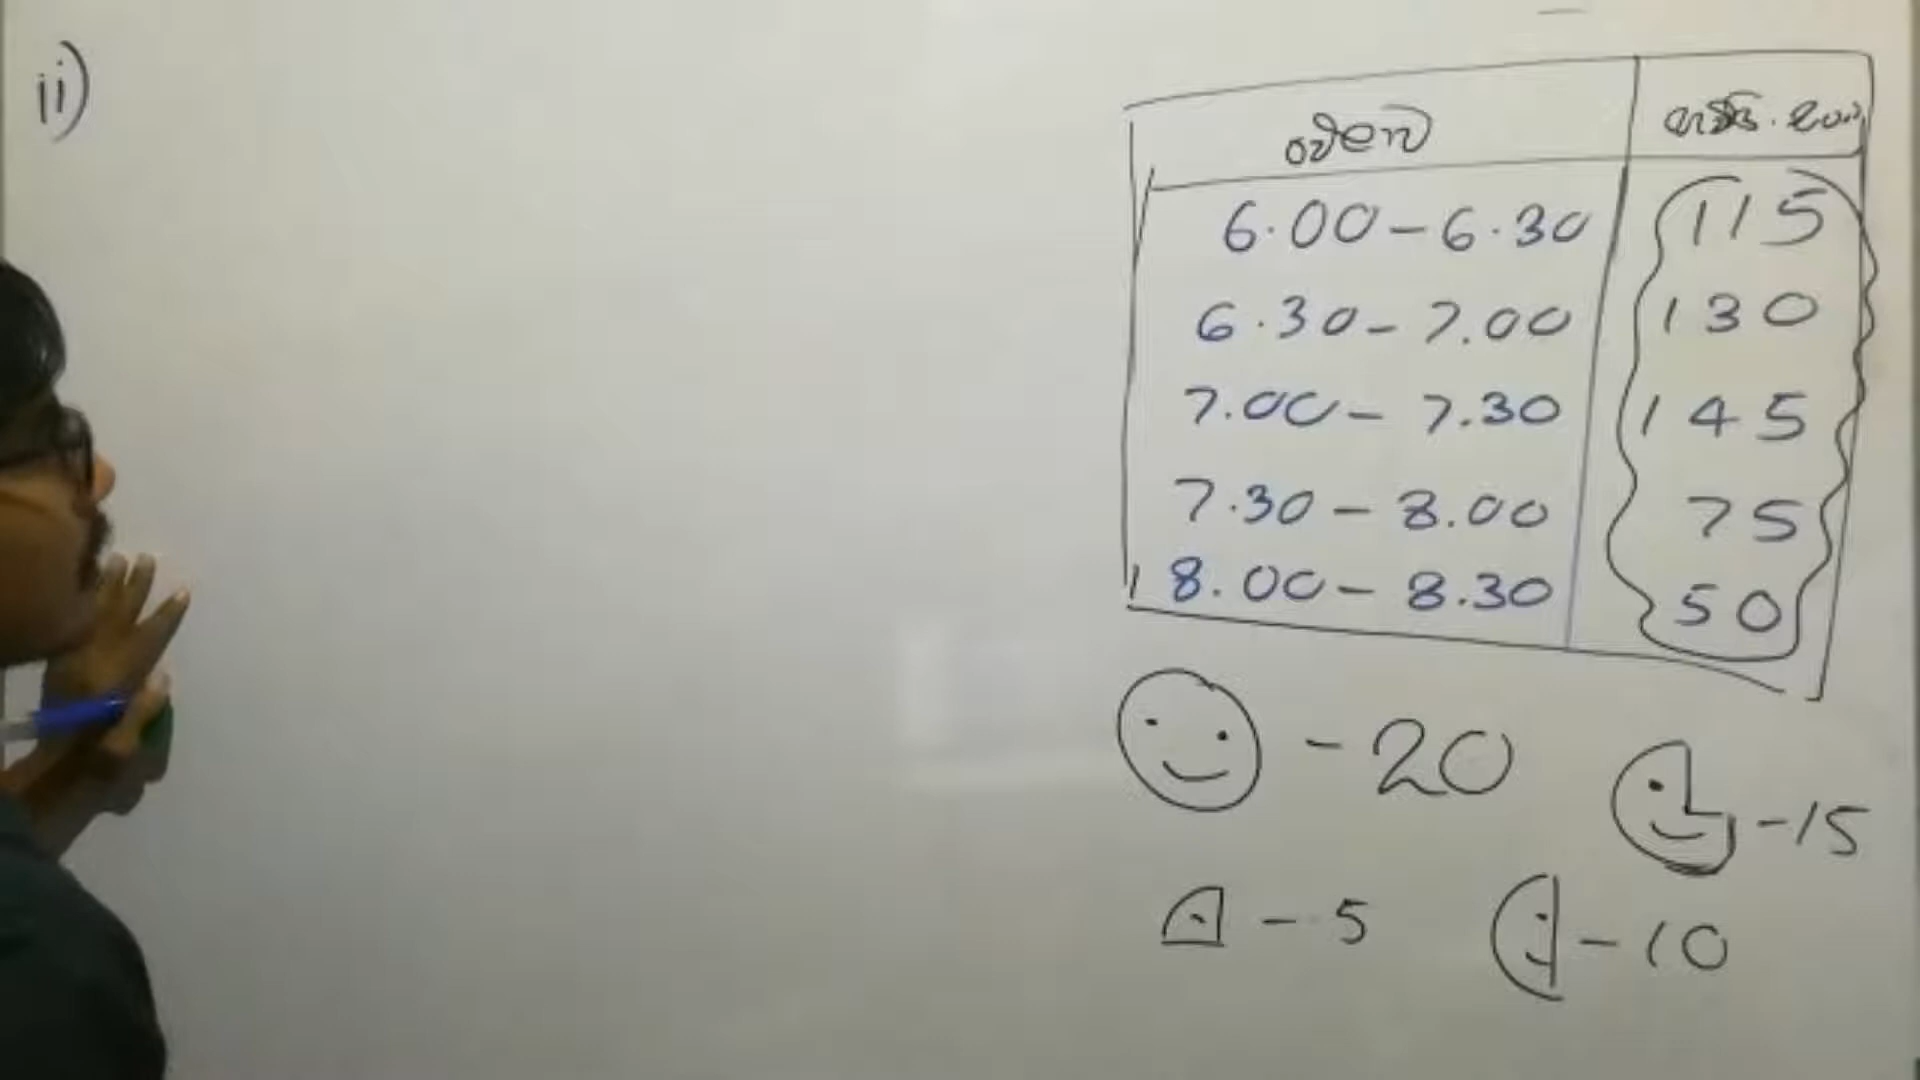 ii)
වේලාව
6.00 – 6.30 115
6.30 – 7.00 130
7.00 – 7.30 145
7.30 – 8.00 75
8.00 – 8.30 50
– 20
– 15
– 5
– 10